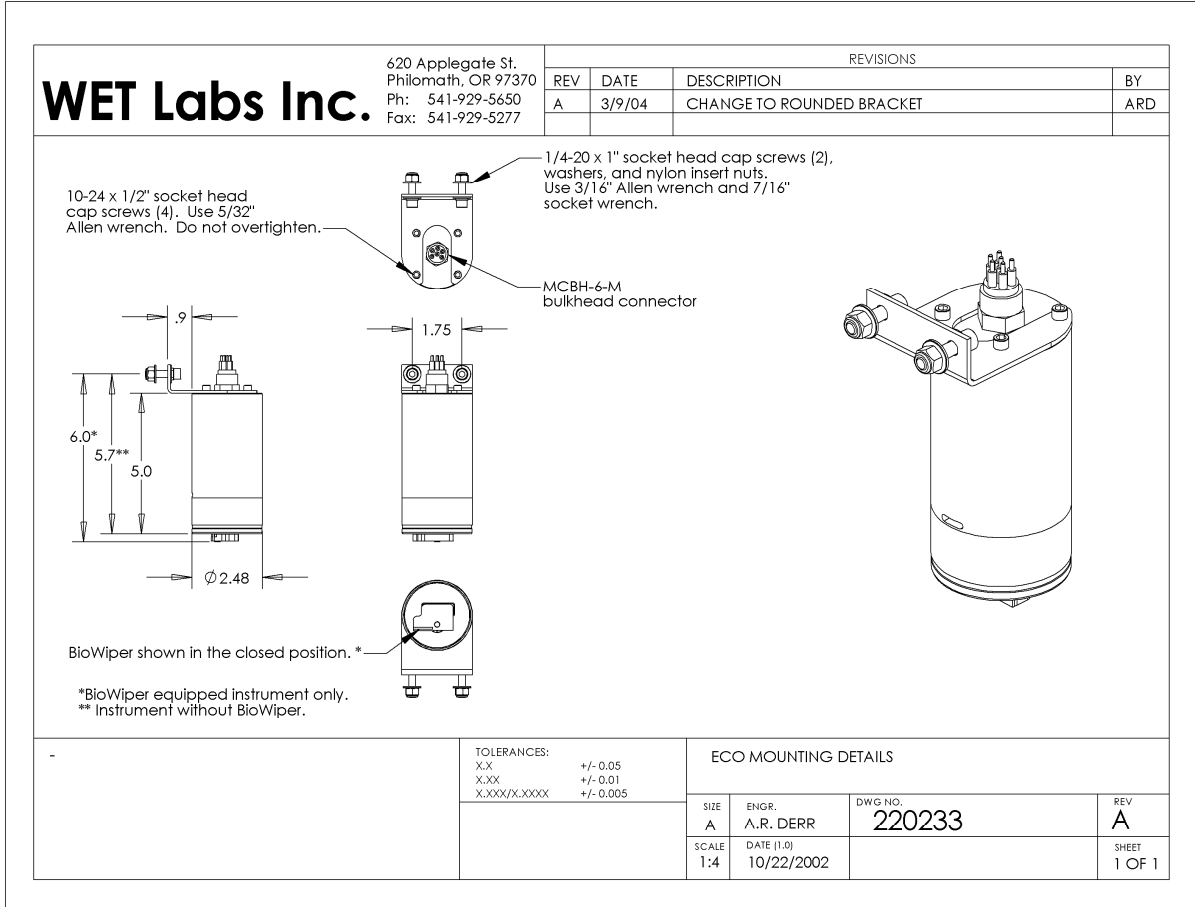 WET Labs Inc.
620 Applegate St.
Philomath, OR 97370
Ph: 541-929-5650
Fax: 541-929-5277
REVISIONS
REV DATE DESCRIPTION BY
A 3/9/04 CHANGE TO ROUNDED BRACKET ARD
1/4-20 x 1" socket head cap screws (2),
washers, and nylon insert nuts.
Use 3/16" Allen wrench and 7/16"
socket wrench.
10-24 x 1/2" socket head
cap screws (4). Use 5/32"
Allen wrench. Do not overtighten.
MCBH-6-M
bulkhead connector
.9
1.75
6.0*
5.7**
5.0
Ø 2.48
BioWiper shown in the closed position. *
*BioWiper equipped instrument only.
** Instrument without BioWiper.
-
TOLERANCES:
X.X +/- 0.05
X.XX +/- 0.01
X.XXX/X.XXXX +/- 0.005
ECO MOUNTING DETAILS
SIZE
A
ENGR.
A.R. DERR
DWG NO.
220233
REV
A
SCALE
1:4
DATE (1.0)
10/22/2002
SHEET
1 OF 1